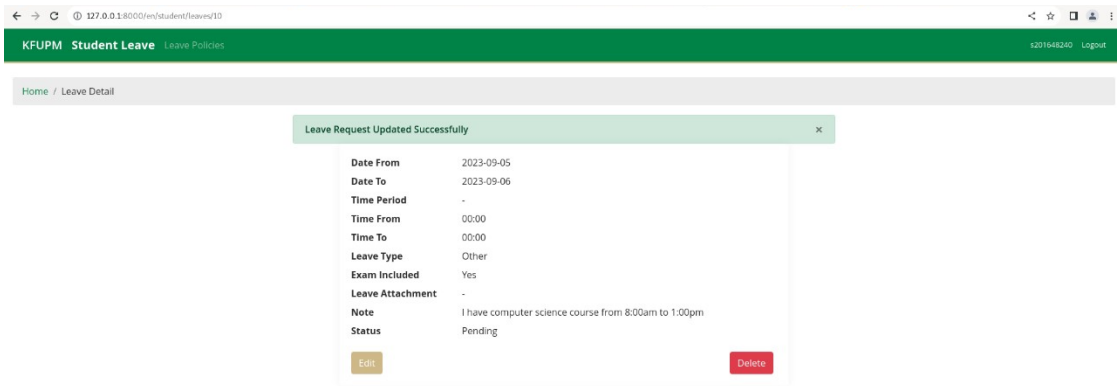 127.0.0.1:8000/en/student/leaves/10
KFUPM Student Leave Leave Policies s201648240 Logout
Home / Leave Detail
Leave Request Updated Successfully ×
Date From 2023-09-05
Date To 2023-09-06
Time Period -
Time From 00:00
Time To 00:00
Leave Type Other
Exam Included Yes
Leave Attachment -
Note I have computer science course from 8:00am to 1:00pm
Status Pending
Edit Delete